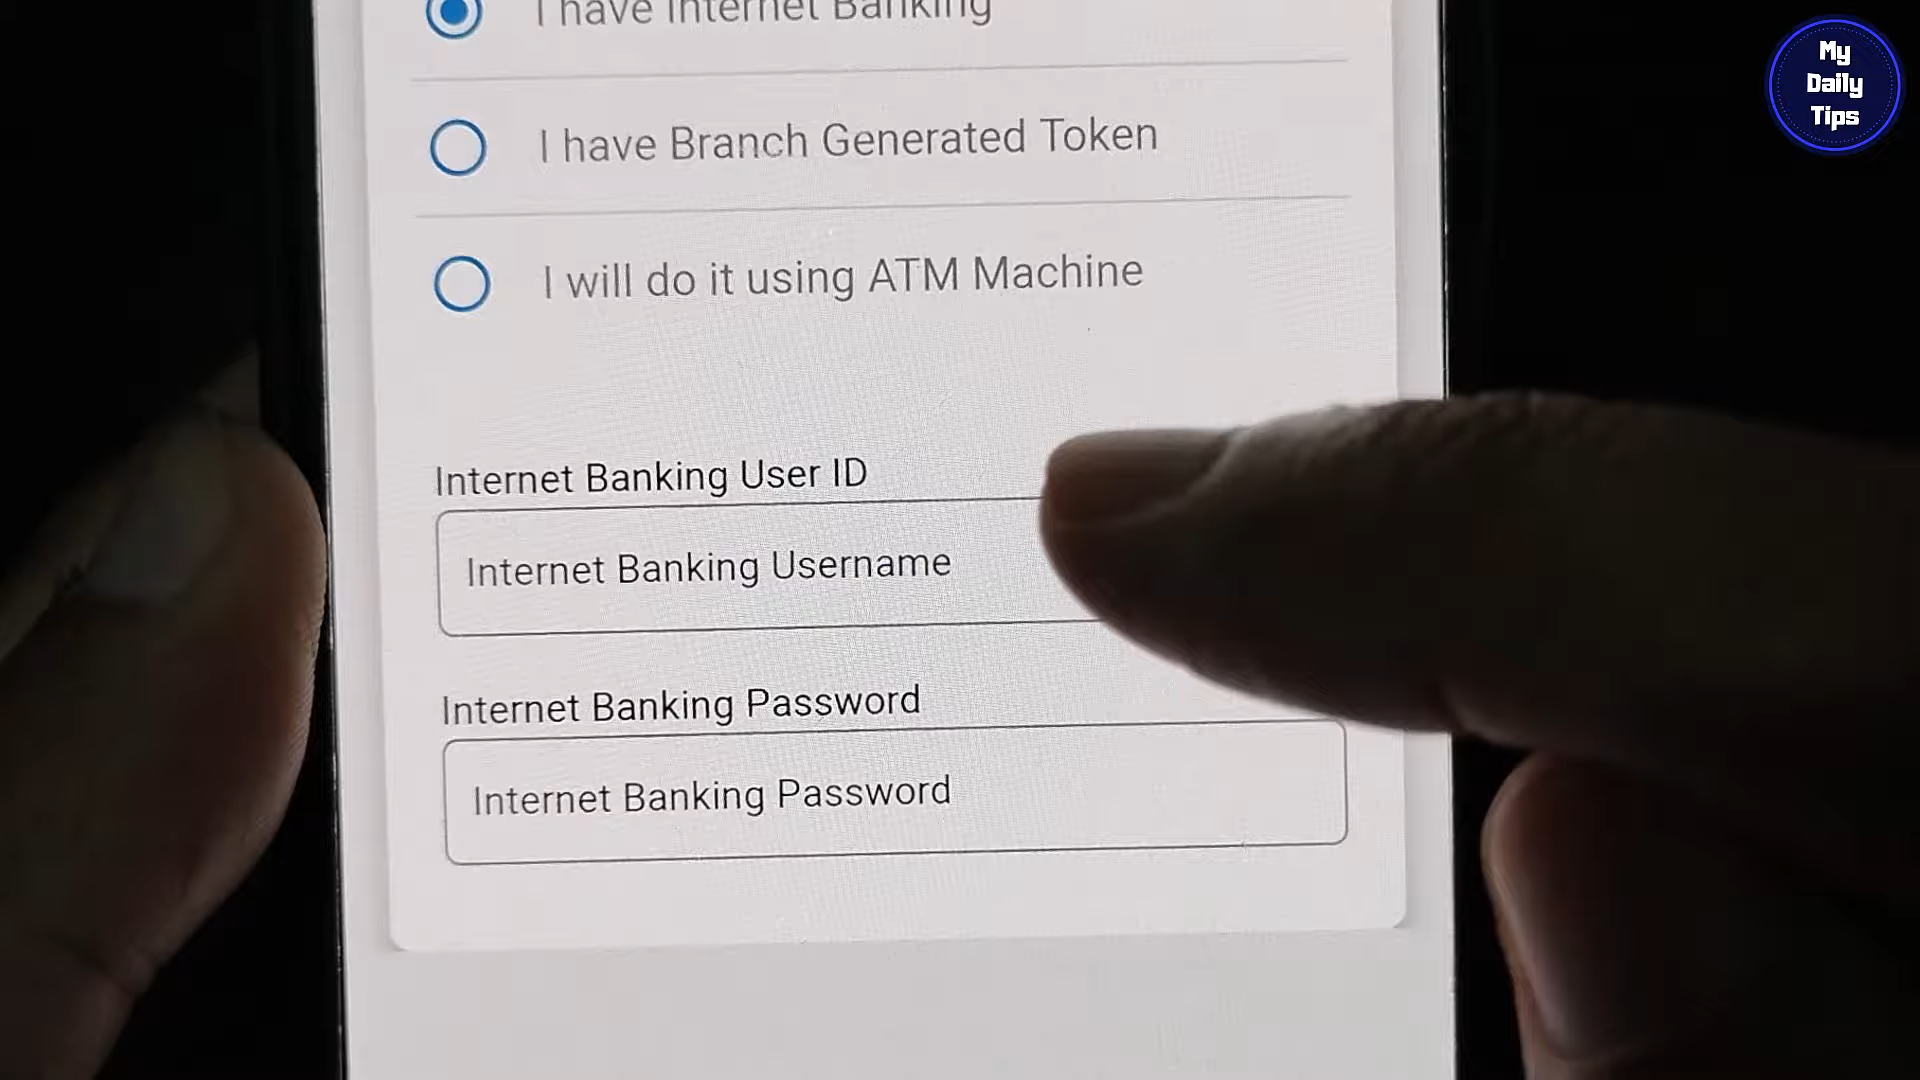 I have Internet Banking
I have Branch Generated Token
I will do it using ATM Machine
Internet Banking User ID
Internet Banking Username
Internet Banking Password
Internet Banking Password
My
Daily
Tips